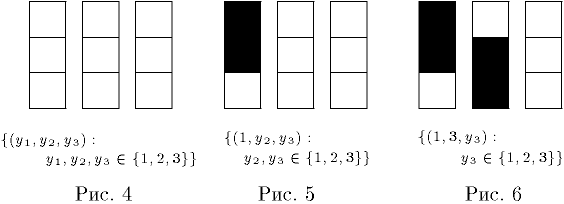 {(y₁, y₂, y₃) :
y₁, y₂, y₃ ∈ {1, 2, 3}}
Рис. 4
{(1, y₂, y₃) :
y₂, y₃ ∈ {1, 2, 3}}
Рис. 5
{(1, 3, y₃) :
y₃ ∈ {1, 2, 3}}
Рис. 6